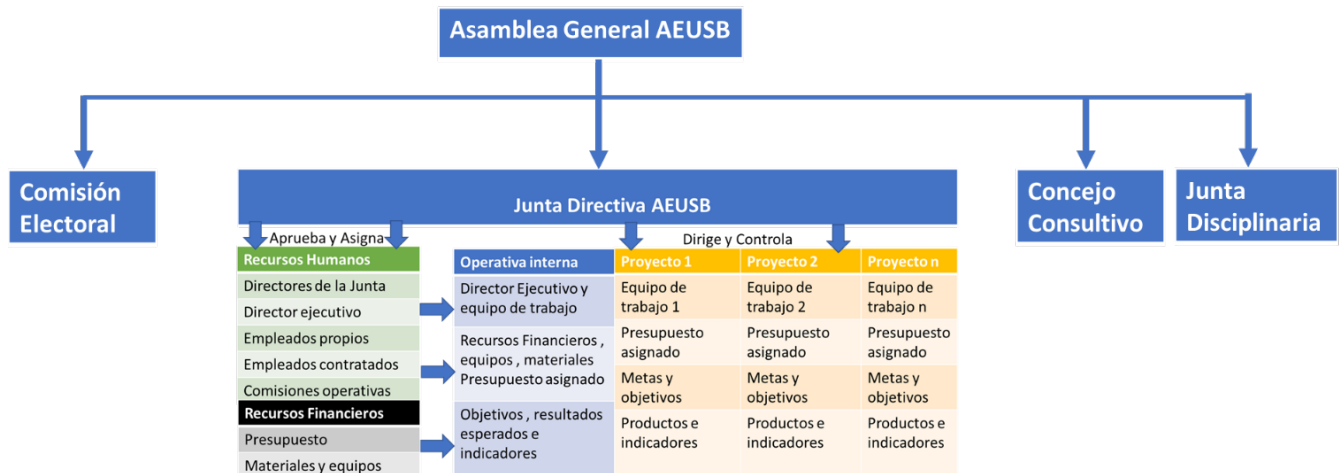 Asamblea General AEUSB
Comisión
Electoral
Junta Directiva AEUSB
Concejo
Consultivo
Junta
Disciplinaria
Aprueba y Asigna
Dirige y Controla
Recursos Humanos
Directores de la Junta
Director ejecutivo
Empleados propios
Empleados contratados
Comisiones operativas
Recursos Financieros
Presupuesto
Materiales y equipos
Operativa interna
Director Ejecutivo y
equipo de trabajo
Recursos Financieros ,
equipos , materiales
Presupuesto asignado
Objetivos , resultados
esperados e
indicadores
Proyecto 1
Equipo de
trabajo 1
Presupuesto
asignado
Metas y
objetivos
Productos e
indicadores
Proyecto 2
Equipo de
trabajo 2
Presupuesto
asignado
Metas y
objetivos
Productos e
indicadores
Proyecto n
Equipo de
trabajo n
Presupuesto
asignado
Metas y
objetivos
Productos e
indicadores